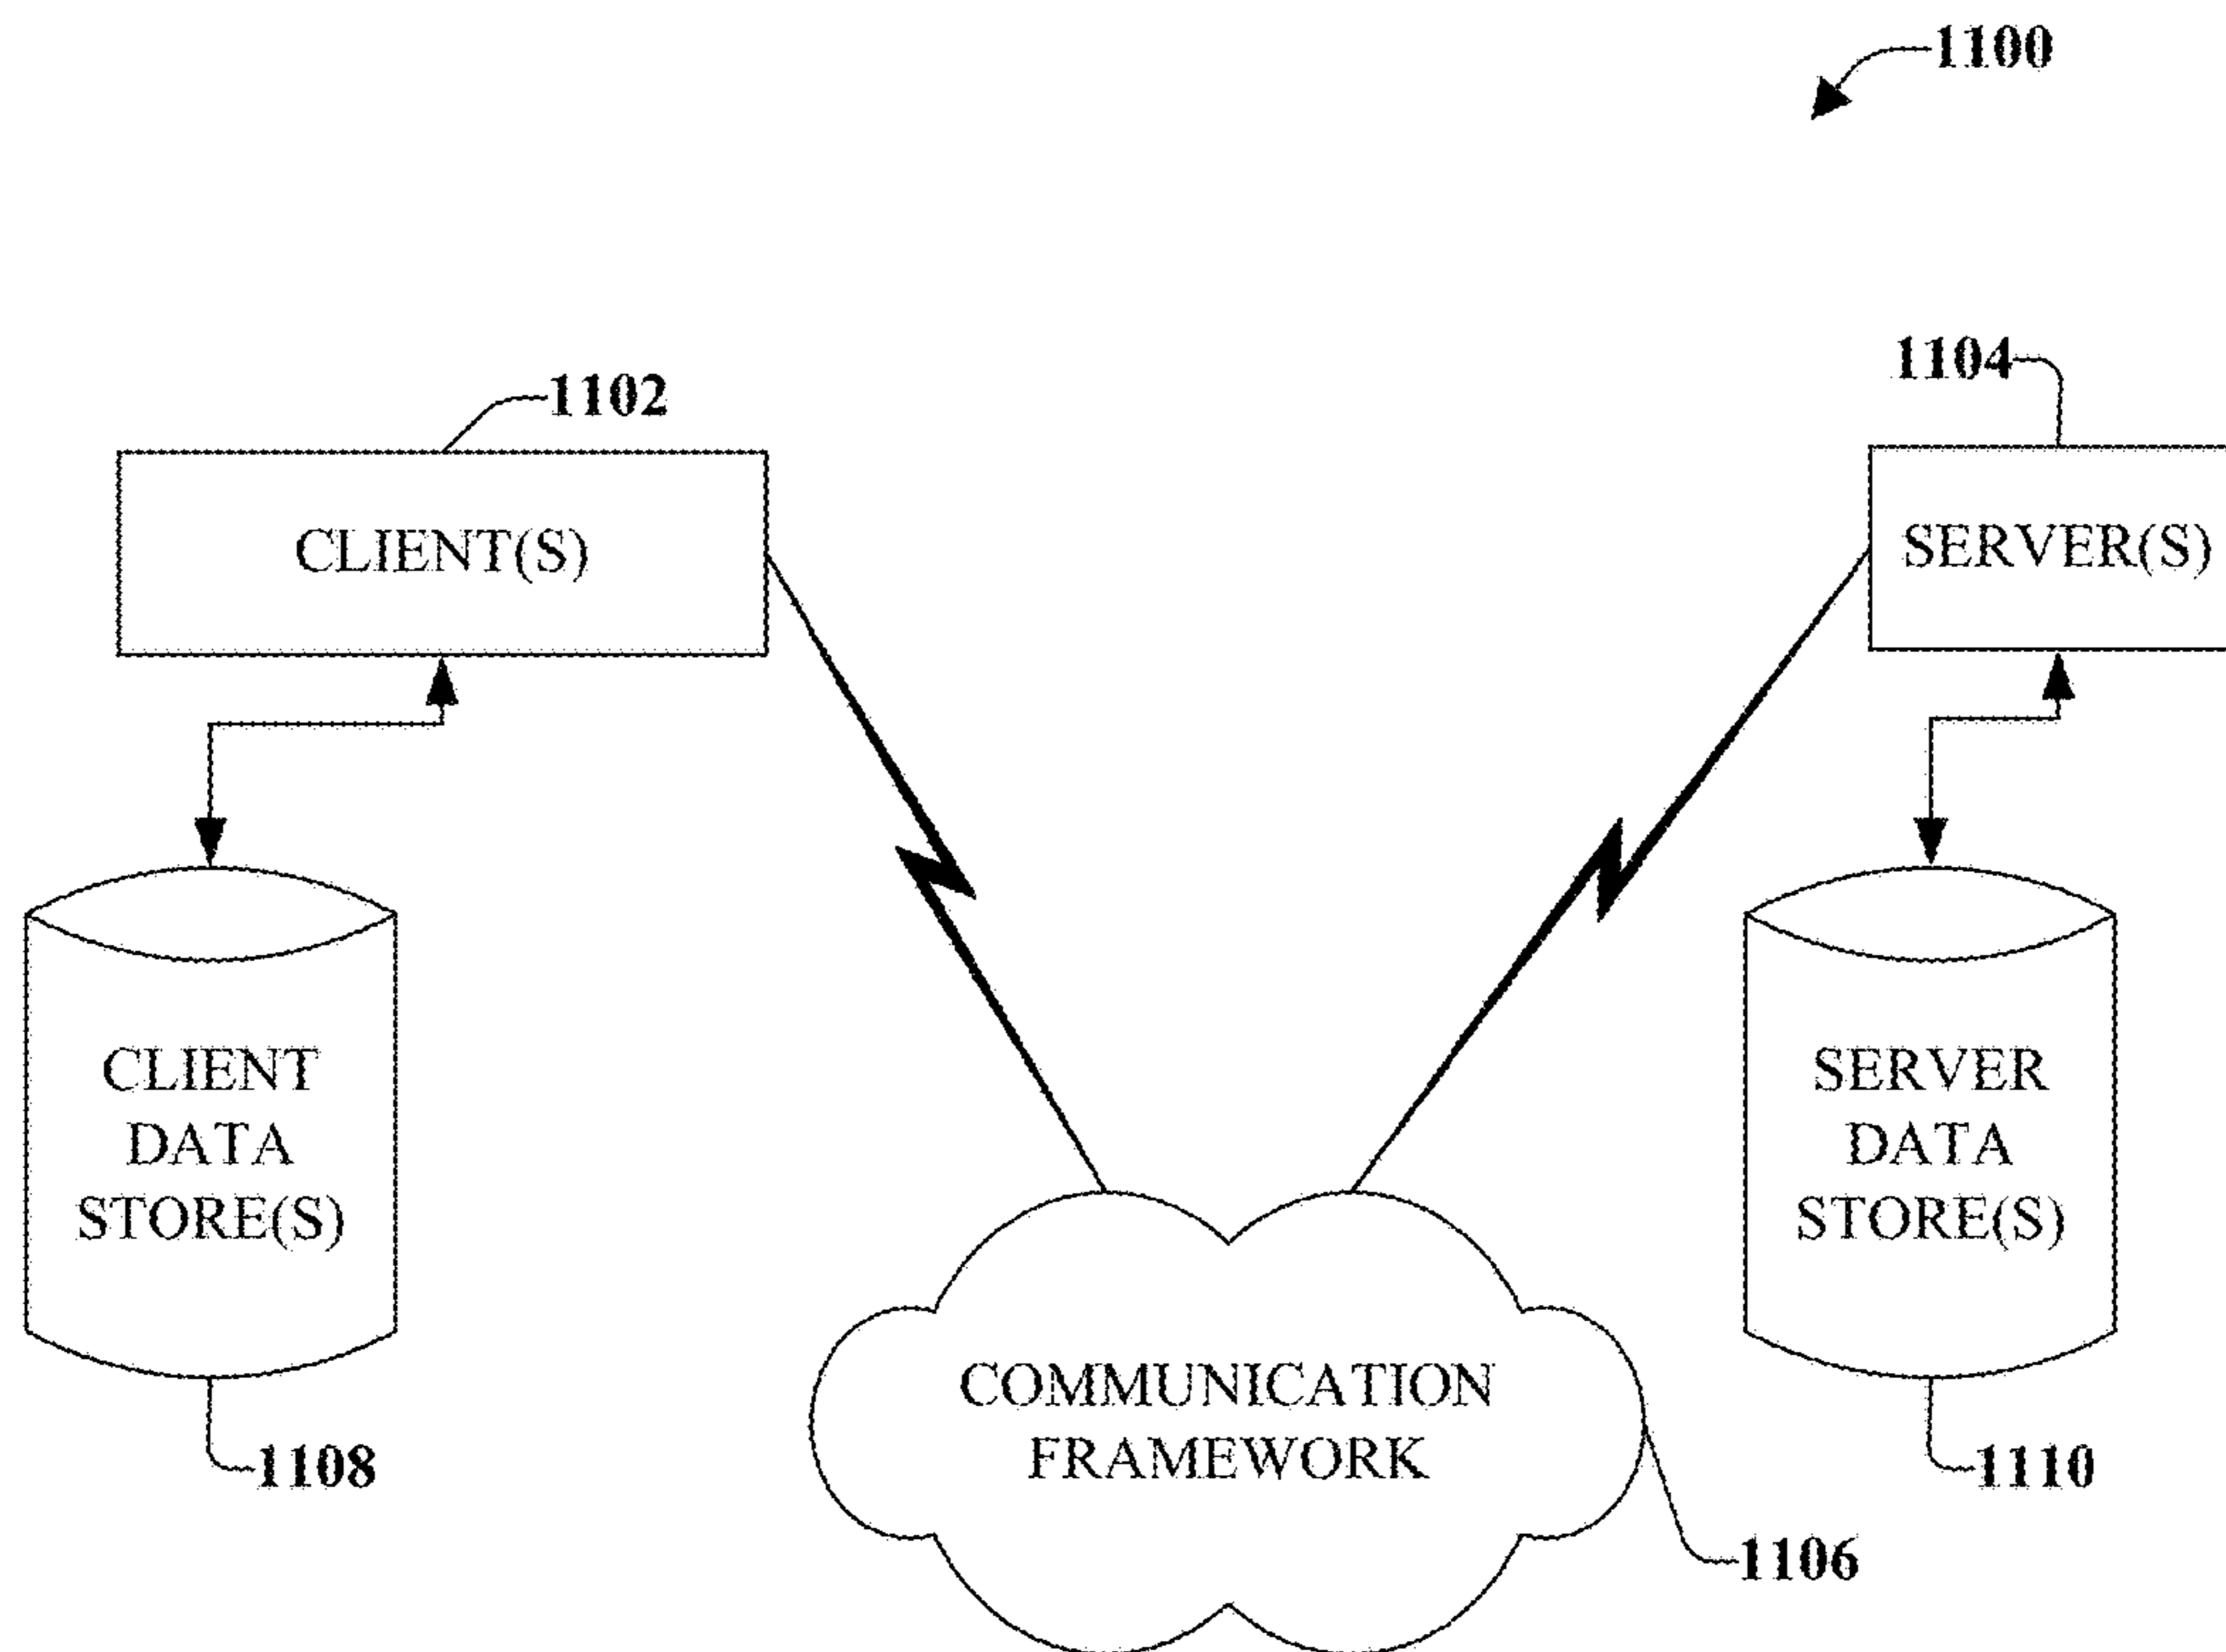 1100
1102
1104
CLIENT(S)
SERVER(S)
CLIENT
DATA
STORE(S)
SERVER
DATA
STORE(S)
COMMUNICATION
FRAMEWORK
1108
1110
1106